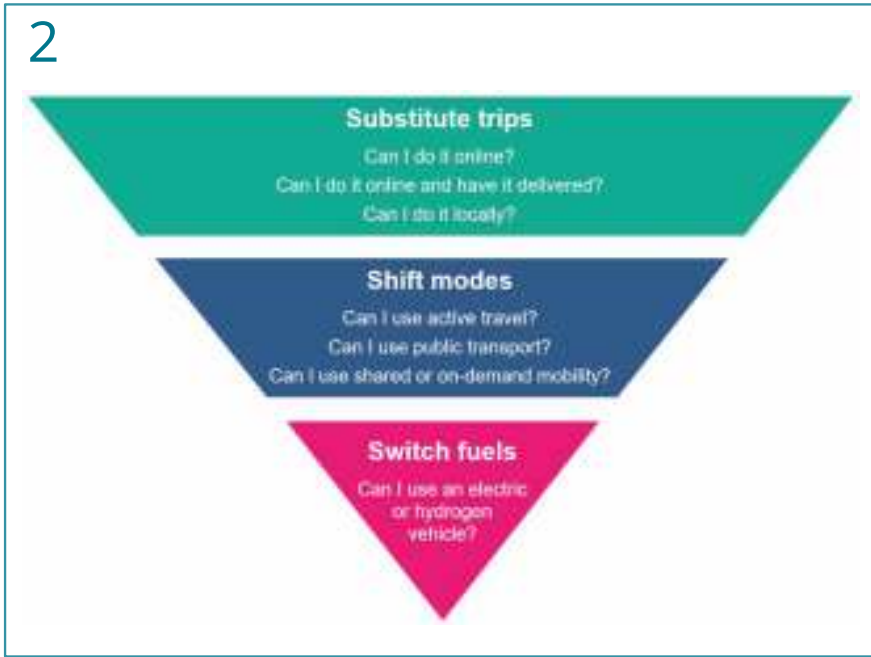 2
Substitute trips
Can I do it online?
Can I do it online and have it delivered?
Can I do it locally?
Shift modes
Can I use active travel?
Can I use public transport?
Can I use shared or on-demand mobility?
Switch fuels
Can I use an electric
or hydrogen
vehicle?